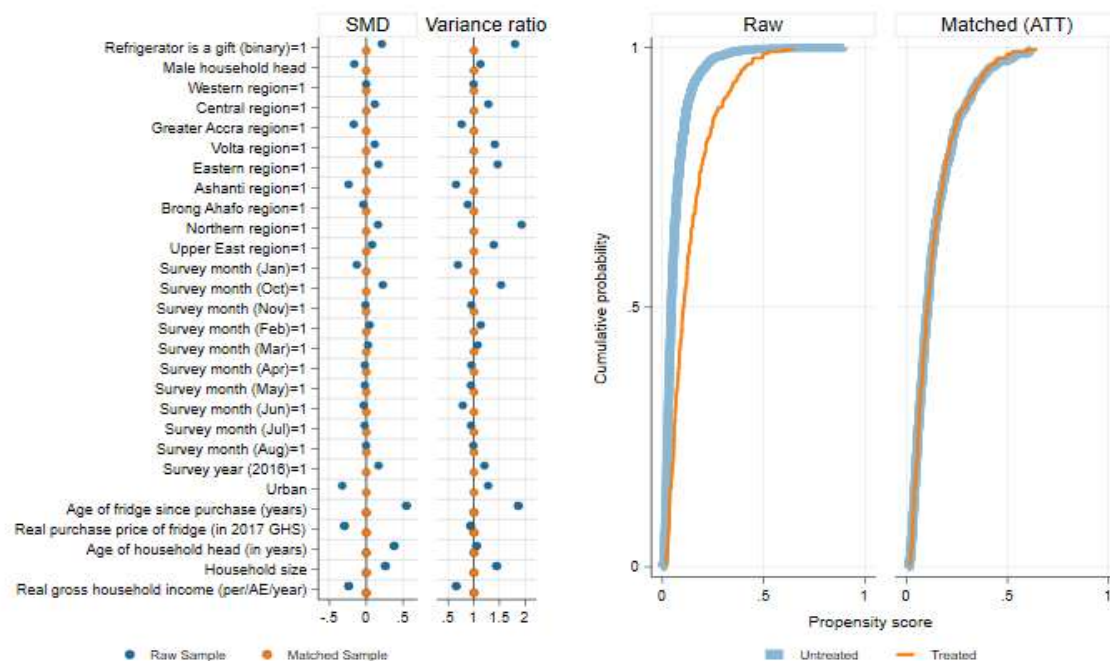 SMD
Variance ratio
Refrigerator is a gift (binary)=1
Male household head
Western region=1
Central region=1
Greater Accra region=1
Volta region=1
Eastern region=1
Ashanti region=1
Brong Ahafo region=1
Northern region=1
Upper East region=1
Survey month (Jan)=1
Survey month (Oct)=1
Survey month (Nov)=1
Survey month (Feb)=1
Survey month (Mar)=1
Survey month (Apr)=1
Survey month (May)=1
Survey month (Jun)=1
Survey month (Jul)=1
Survey month (Aug)=1
Survey year (2016)=1
Urban
Age of fridge since purchase (years)
Real purchase price of fridge (in 2017 GHS)
Age of household head (in years)
Household size
Real gross household income (per/AE/year)
-.5 0 .5
.5 1 1.5 2
Raw Sample
Matched Sample
Raw
Matched (ATT)
1
.5
0
Cumulative probability
0 .5 1
0 .5 1
Propensity score
Untreated
Treated